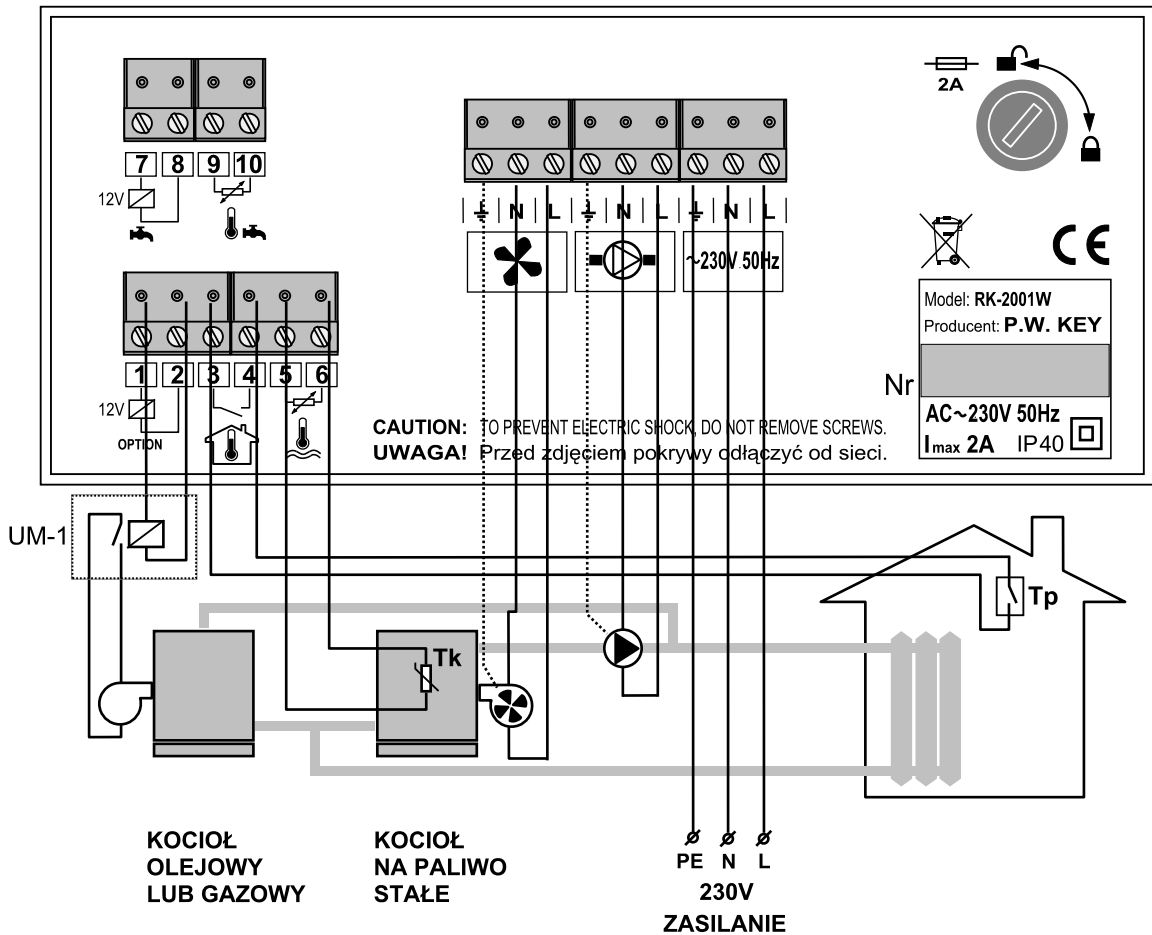 2A
7 8 9 10
12V
N L N L N L
~230V 50Hz
CE
Model: RK-2001W
Producent: P.W. KEY
Nr
AC~230V 50Hz
Imax 2A IP40
1 2 3 4 5 6
12V
OPTION
CAUTION: TO PREVENT ELECTRIC SHOCK, DO NOT REMOVE SCREWS.
UWAGA! Przed zdjęciem pokrywy odłączyć od sieci.
UM-1
Tp
Tk
KOCIOŁ
OLEJOWY
LUB GAZOWY
KOCIOŁ
NA PALIWO
STAŁE
PE N L
230V
ZASILANIE